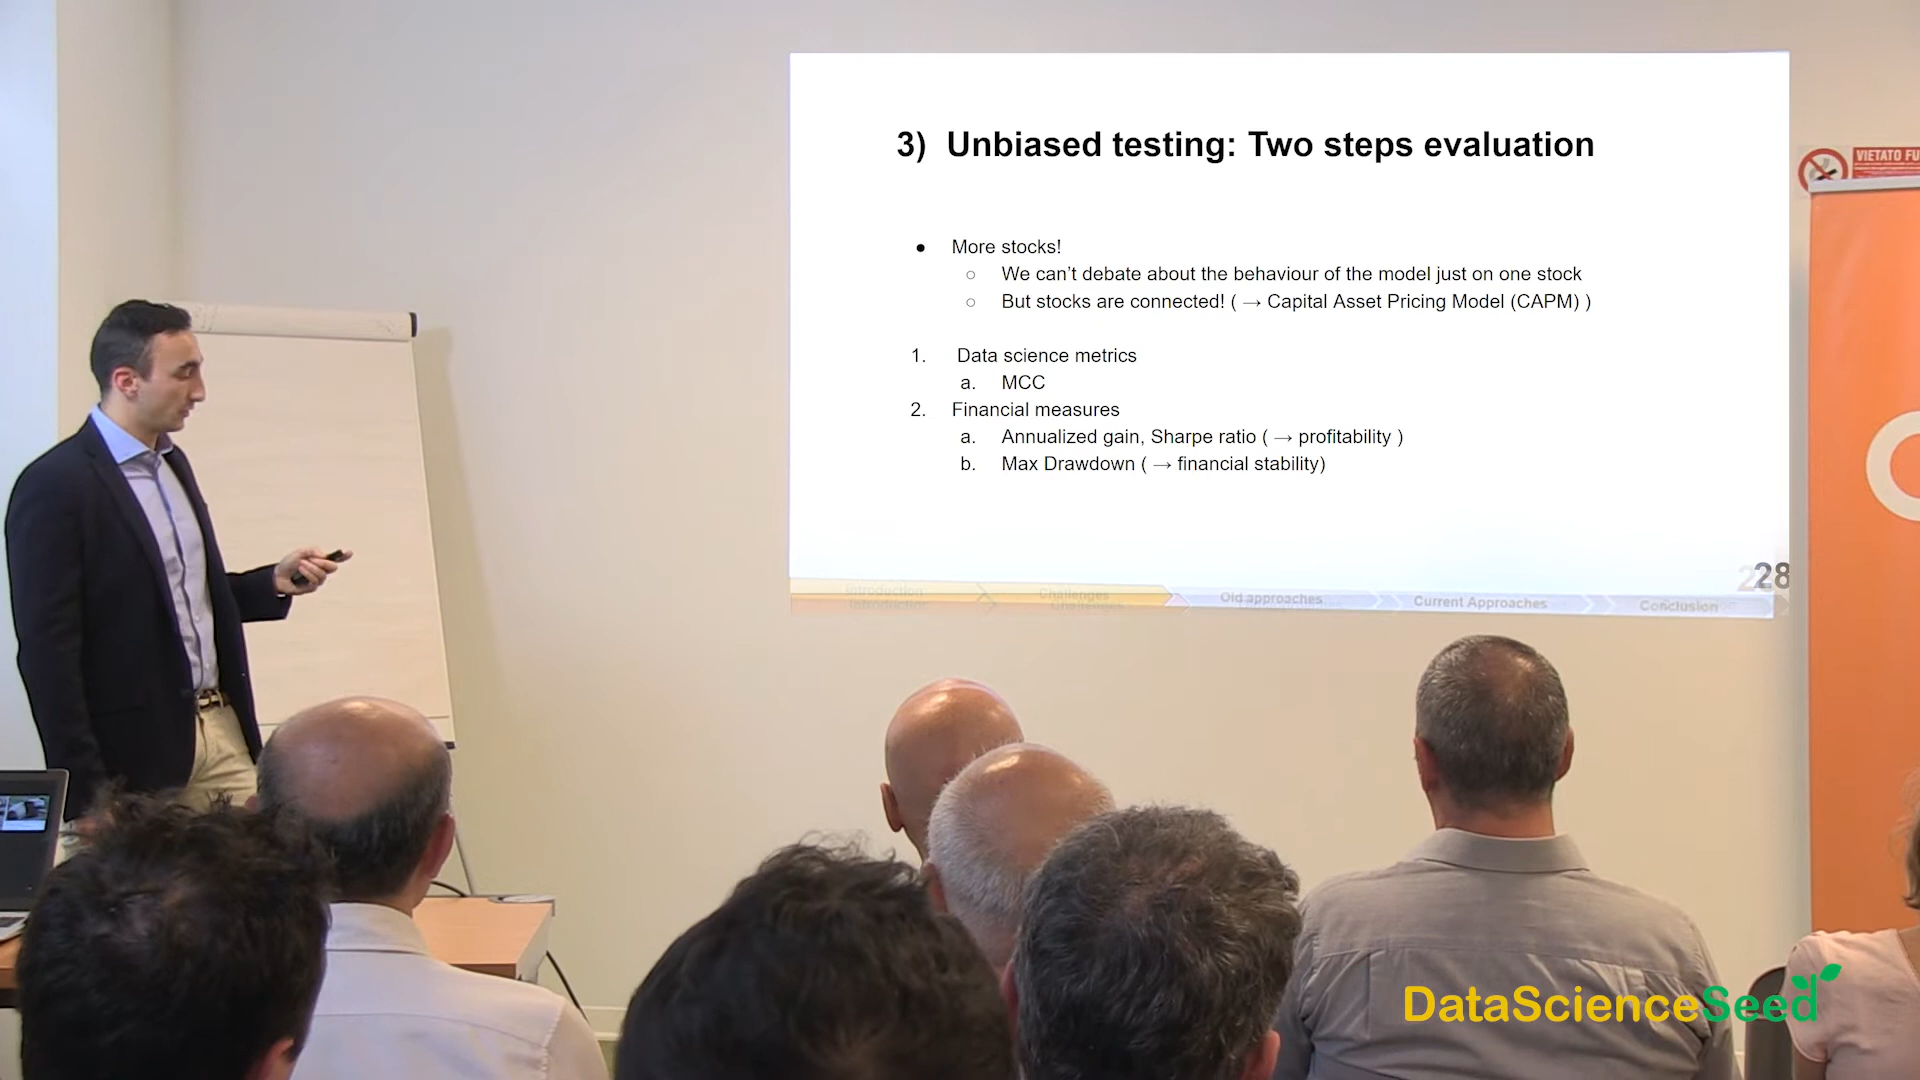 3) Unbiased testing: Two steps evaluation
● More stocks!
○ We can't debate about the behaviour of the model just on one stock
○ But stocks are connected! ( → Capital Asset Pricing Model (CAPM) )
1. Data science metrics
a. MCC
2. Financial measures
a. Annualized gain, Sharpe ratio ( → profitability )
b. Max Drawdown ( → financial stability)
28
Introduction Challenges Old approaches Current Approaches Conclusion
VIETATO FU
DataScienceSeed